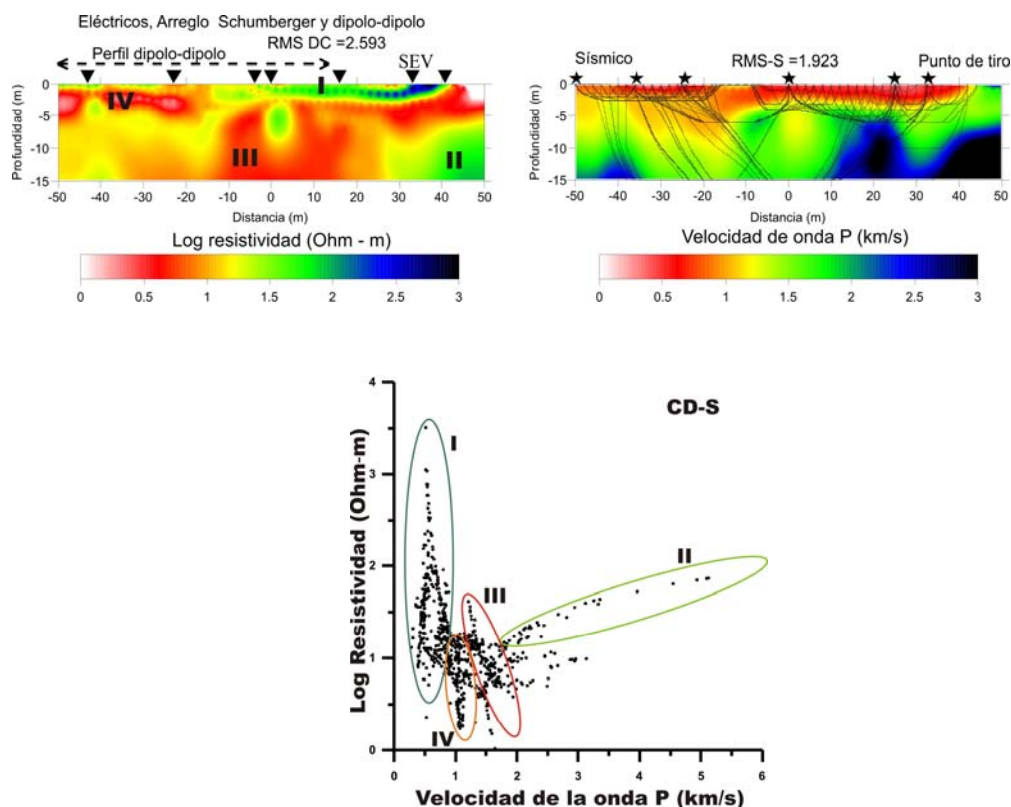 Eléctricos, Arreglo Schumberger y dipolo-dipolo
RMS DC =2.593
Perfil dipolo-dipolo
SEV
I
IV
III
II
Profundidad (m)
0
-5
-10
-15
-50 -40 -30 -20 -10 0 10 20 30 40 50
Distancia (m)
Log resistividad (Ohm - m)
0 0.5 1 1.5 2 2.5 3
Sísmico
RMS-S =1.923
Punto de tiro
Profundidad (m)
0
-5
-10
-15
-50 -40 -30 -20 -10 0 10 20 30 40 50
Distancia (m)
Velocidad de onda P (km/s)
0 0.5 1 1.5 2 2.5 3
CD-S
I
II
III
IV
Log Resistividad (Ohm-m)
4
3
2
1
0
0 1 2 3 4 5 6
Velocidad de la onda P (km/s)